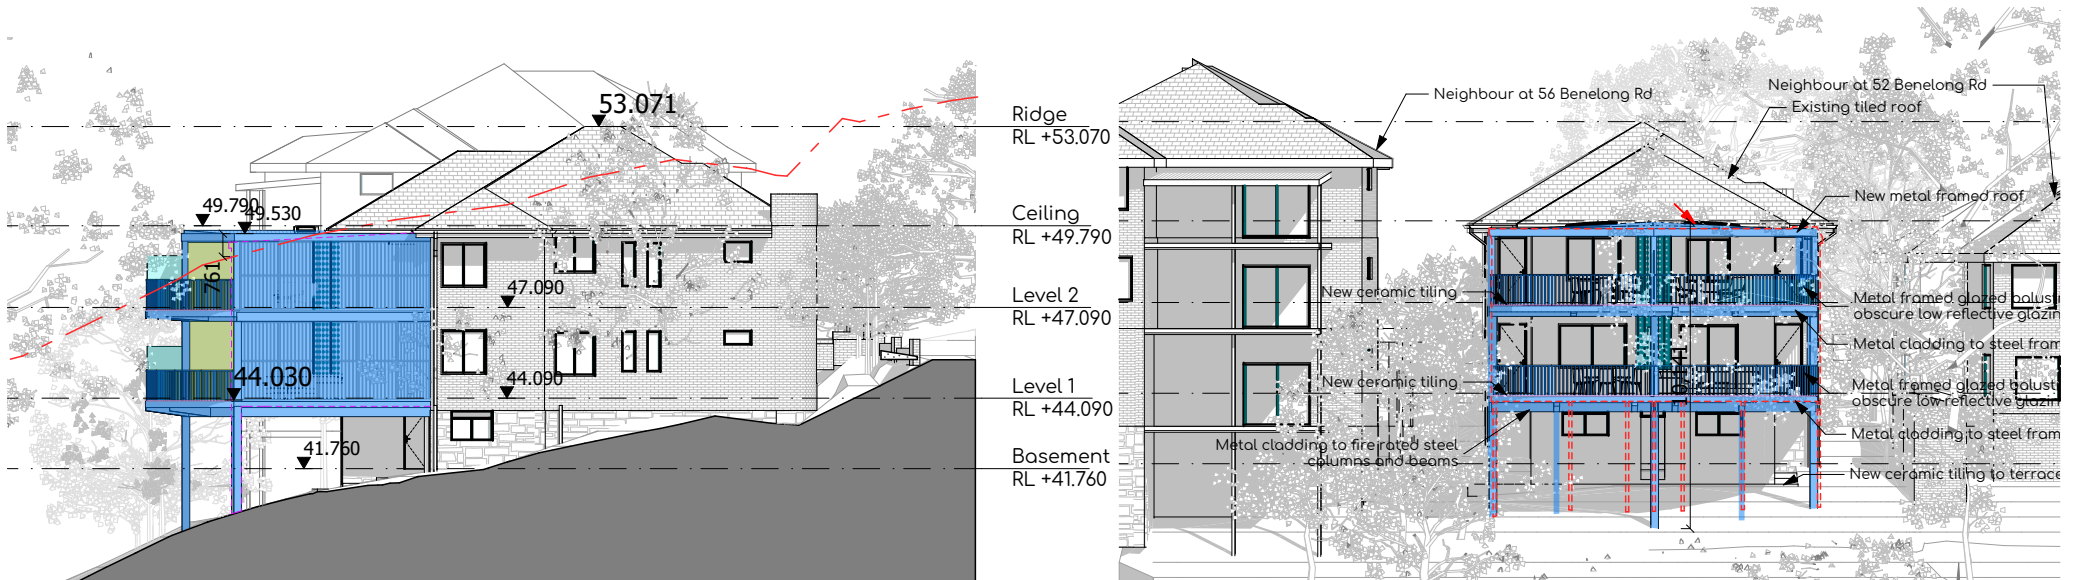 53.071
49.790
49.530
761
47.090
44.030
44.090
41.760
Ridge
RL +53.070
Ceiling
RL +49.790
Level 2
RL +47.090
Level 1
RL +44.090
Basement
RL +41.760
Neighbour at 56 Benelong Rd
Neighbour at 52 Benelong Rd
Existing tiled roof
New metal framed roof
New ceramic tiling
Metal framed glazed balust
obscure low reflective glazin
Metal cladding to steel fram
New ceramic tiling
Metal framed glazed balust
obscure low reflective glazin
Metal cladding to fire rated steel
columns and beams
Metal cladding to steel fram
New ceramic tiling to terrace